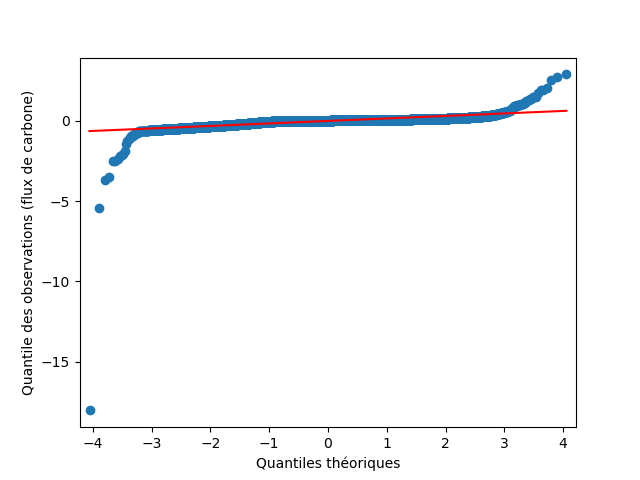 0
−5
−10
−15
Quantile des observations (flux de carbone)
−4 −3 −2 −1 0 1 2 3 4
Quantiles théoriques